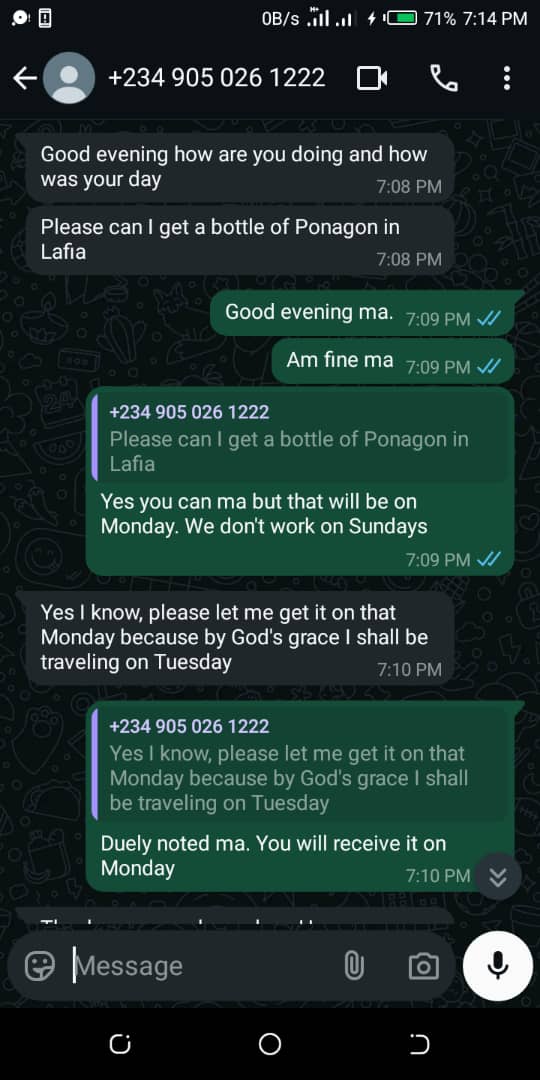 0B/s H+ 71% 7:14 PM
+234 905 026 1222
Good evening how are you doing and how
was your day
7:08 PM
Please can I get a bottle of Ponagon in
Lafia
7:08 PM
Good evening ma. 7:09 PM
Am fine ma 7:09 PM
+234 905 026 1222
Please can I get a bottle of Ponagon in
Lafia
Yes you can ma but that will be on
Monday. We don't work on Sundays
7:09 PM
Yes I know, please let me get it on that
Monday because by God's grace I shall be
traveling on Tuesday
7:10 PM
+234 905 026 1222
Yes I know, please let me get it on that
Monday because by God's grace I shall
be traveling on Tuesday
Duely noted ma. You will receive it on
Monday
7:10 PM
Message